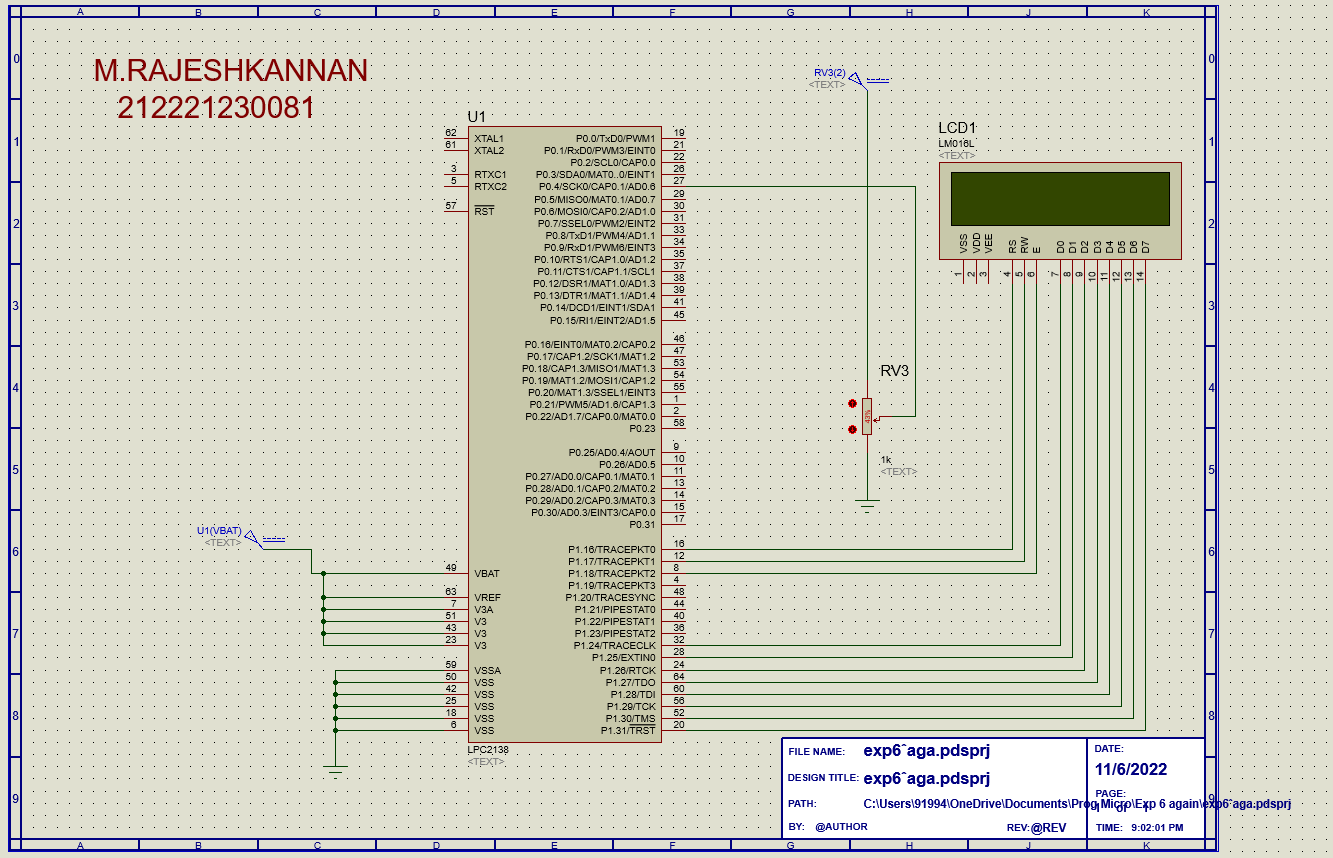 A B C D E F G H J K
0 0
M.RAJESHKANNAN
212221230081
RV3(2)
<TEXT>
U1
LCD1
LM016L
<TEXT>
1 1
62 XTAL1 P0.0/TxD0/PWM1 19
61 XTAL2 P0.1/RxD0/PWM3/EINT0 21
P0.2/SCL0/CAP0.0 22
3 RTXC1 P0.3/SDA0/MAT0..0/EINT1 26
5 RTXC2 P0.4/SCK0/CAP0.1/AD0.6 27
P0.5/MISO0/MAT0.1/AD0.7 29
57 RST P0.6/MOSI0/CAP0.2/AD1.0 30
P0.7/SSEL0/PWM2/EINT2 31
2 2
P0.8/TxD1/PWM4/AD1.1 33
P0.9/RxD1/PWM6/EINT3 34
P0.10/RTS1/CAP1.0/AD1.2 35
P0.11/CTS1/CAP1.1/SCL1 37
P0.12/DSR1/MAT1.0/AD1.3 38
P0.13/DTR1/MAT1.1/AD1.4 39
P0.14/DCD1/EINT1/SDA1 41
P0.15/RI1/EINT2/AD1.5 45
VSS VDD VEE RS RW E D0 D1 D2 D3 D4 D5 D6 D7
1 2 3 4 5 6 7 8 9 10 11 12 13 14
3 3
P0.16/EINT0/MAT0.2/CAP0.2 46
P0.17/CAP1.2/SCK1/MAT1.2 47
P0.18/CAP1.3/MISO1/MAT1.3 53
P0.19/MAT1.2/MOSI1/CAP1.2 54
P0.20/MAT1.3/SSEL1/EINT3 55
P0.21/PWM5/AD1.6/CAP1.3 1
P0.22/AD1.7/CAP0.0/MAT0.0 2
P0.23 58
RV3
43%
1k
<TEXT>
4 4
P0.25/AD0.4/AOUT 9
P0.26/AD0.5 10
P0.27/AD0.0/CAP0.1/MAT0.1 11
P0.28/AD0.1/CAP0.2/MAT0.2 13
P0.29/AD0.2/CAP0.3/MAT0.3 14
P0.30/AD0.3/EINT3/CAP0.0 15
P0.31 17
5 5
U1(VBAT)
<TEXT>
6 6
P1.16/TRACEPKT0 16
P1.17/TRACEPKT1 12
49 VBAT P1.18/TRACEPKT2 8
P1.19/TRACEPKT3 4
63 VREF P1.20/TRACESYNC 48
7 V3A P1.21/PIPESTAT0 44
51 V3 P1.22/PIPESTAT1 40
43 V3 P1.23/PIPESTAT2 36
23 V3 P1.24/TRACECLK 32
P1.25/EXTIN0 28
7 7
59 VSSA P1.26/RTCK 24
50 VSS P1.27/TDO 64
42 VSS P1.28/TDI 60
25 VSS P1.29/TCK 56
18 VSS P1.30/TMS 52
6 VSS P1.31/TRST 20
8 8
LPC2138
<TEXT>
FILE NAME: exp6ˆaga.pdsprj
DESIGN TITLE: exp6ˆaga.pdsprj
PATH: C:\Users\91994\OneDrive\Documents\Prog Micro\Exp 6 again\exp6ˆaga.pdsprj
BY: @AUTHOR REV:@REV
DATE:
11/6/2022
PAGE:
TIME: 9:02:01 PM
9 9
A B C D E F G H J K